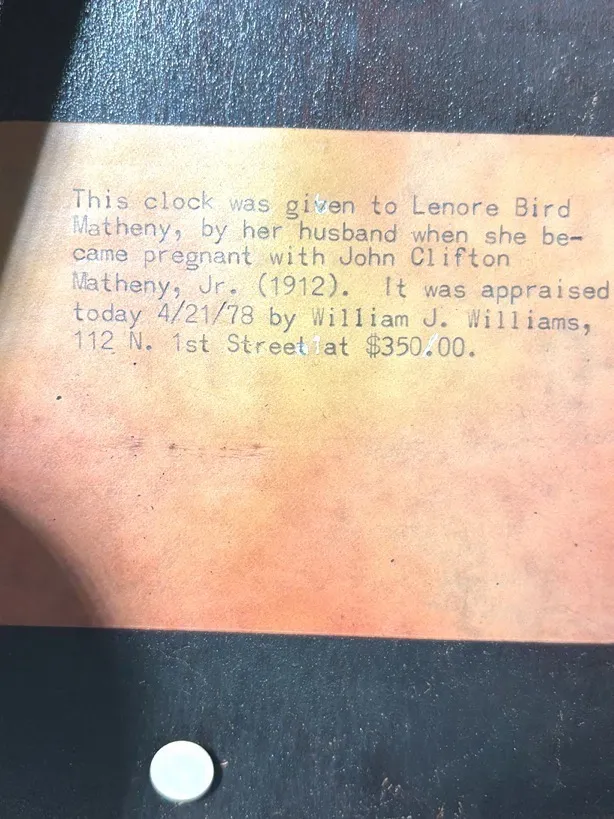 This clock was given to Lenore Bird
Matheny, by her husband when she be-
came pregnant with John Clifton
Matheny, Jr. (1912). It was appraised
today 4/21/78 by William J. Williams,
112 N. 1st Street at $350.00.